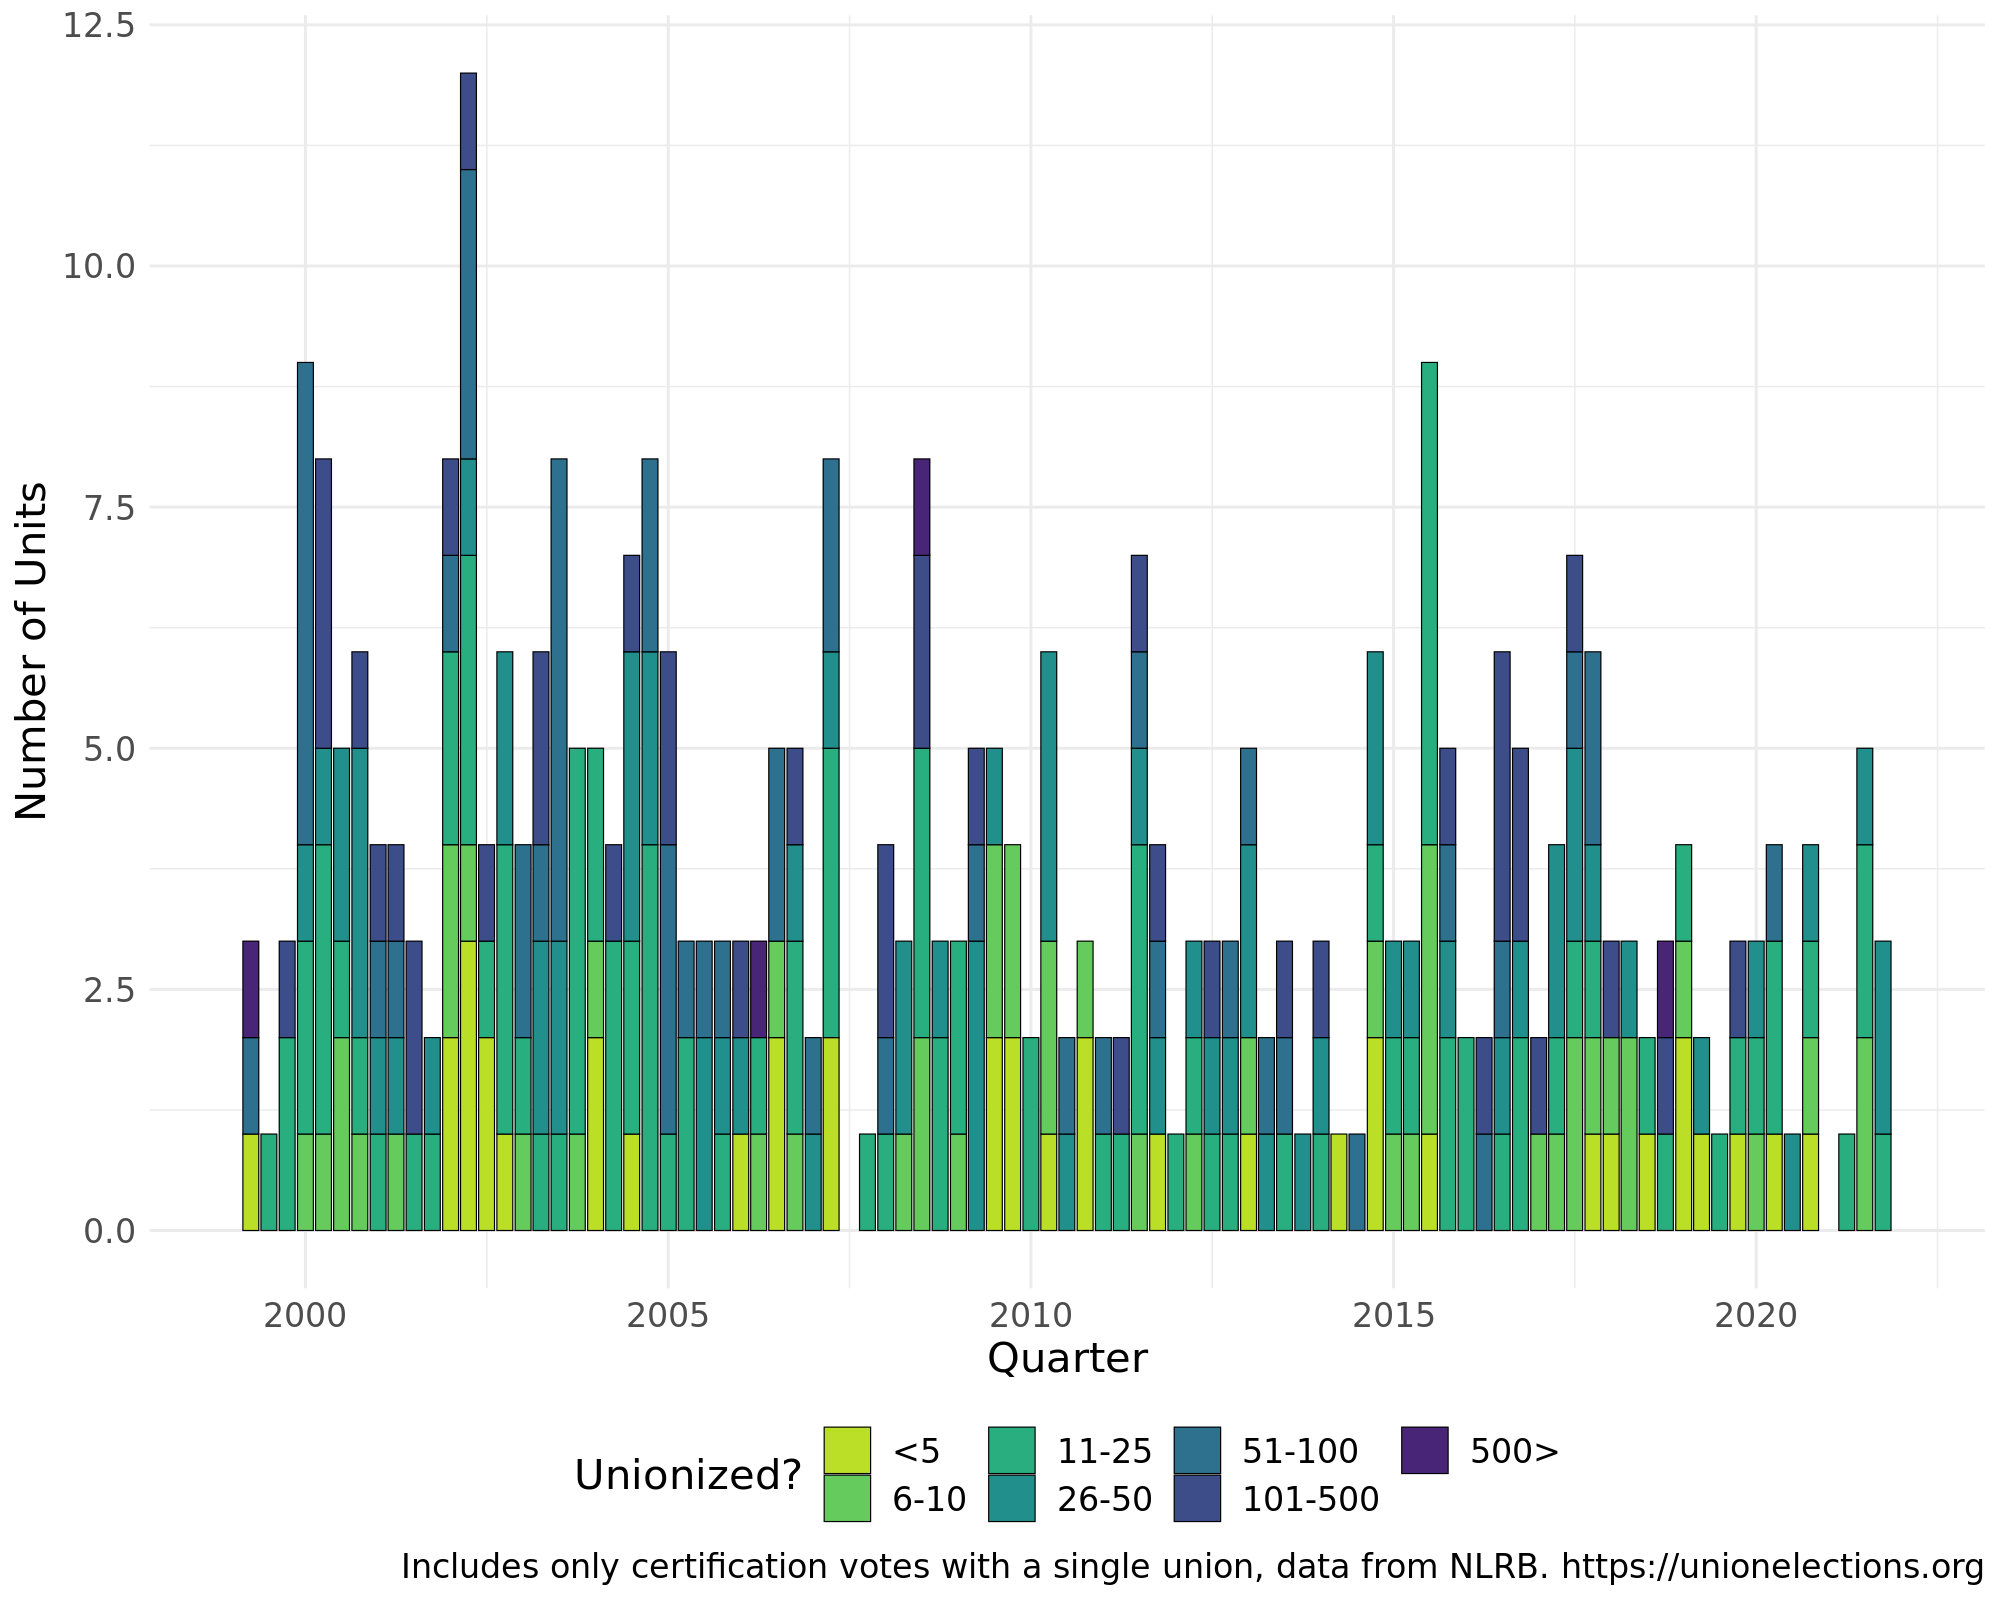 12.5
10.0
7.5
5.0
2.5
0.0
Number of Units
2000 2005 2010 2015 2020
Quarter
Unionized?
<5 11-25 51-100 500>
6-10 26-50 101-500
Includes only certification votes with a single union, data from NLRB. https://unionelections.org